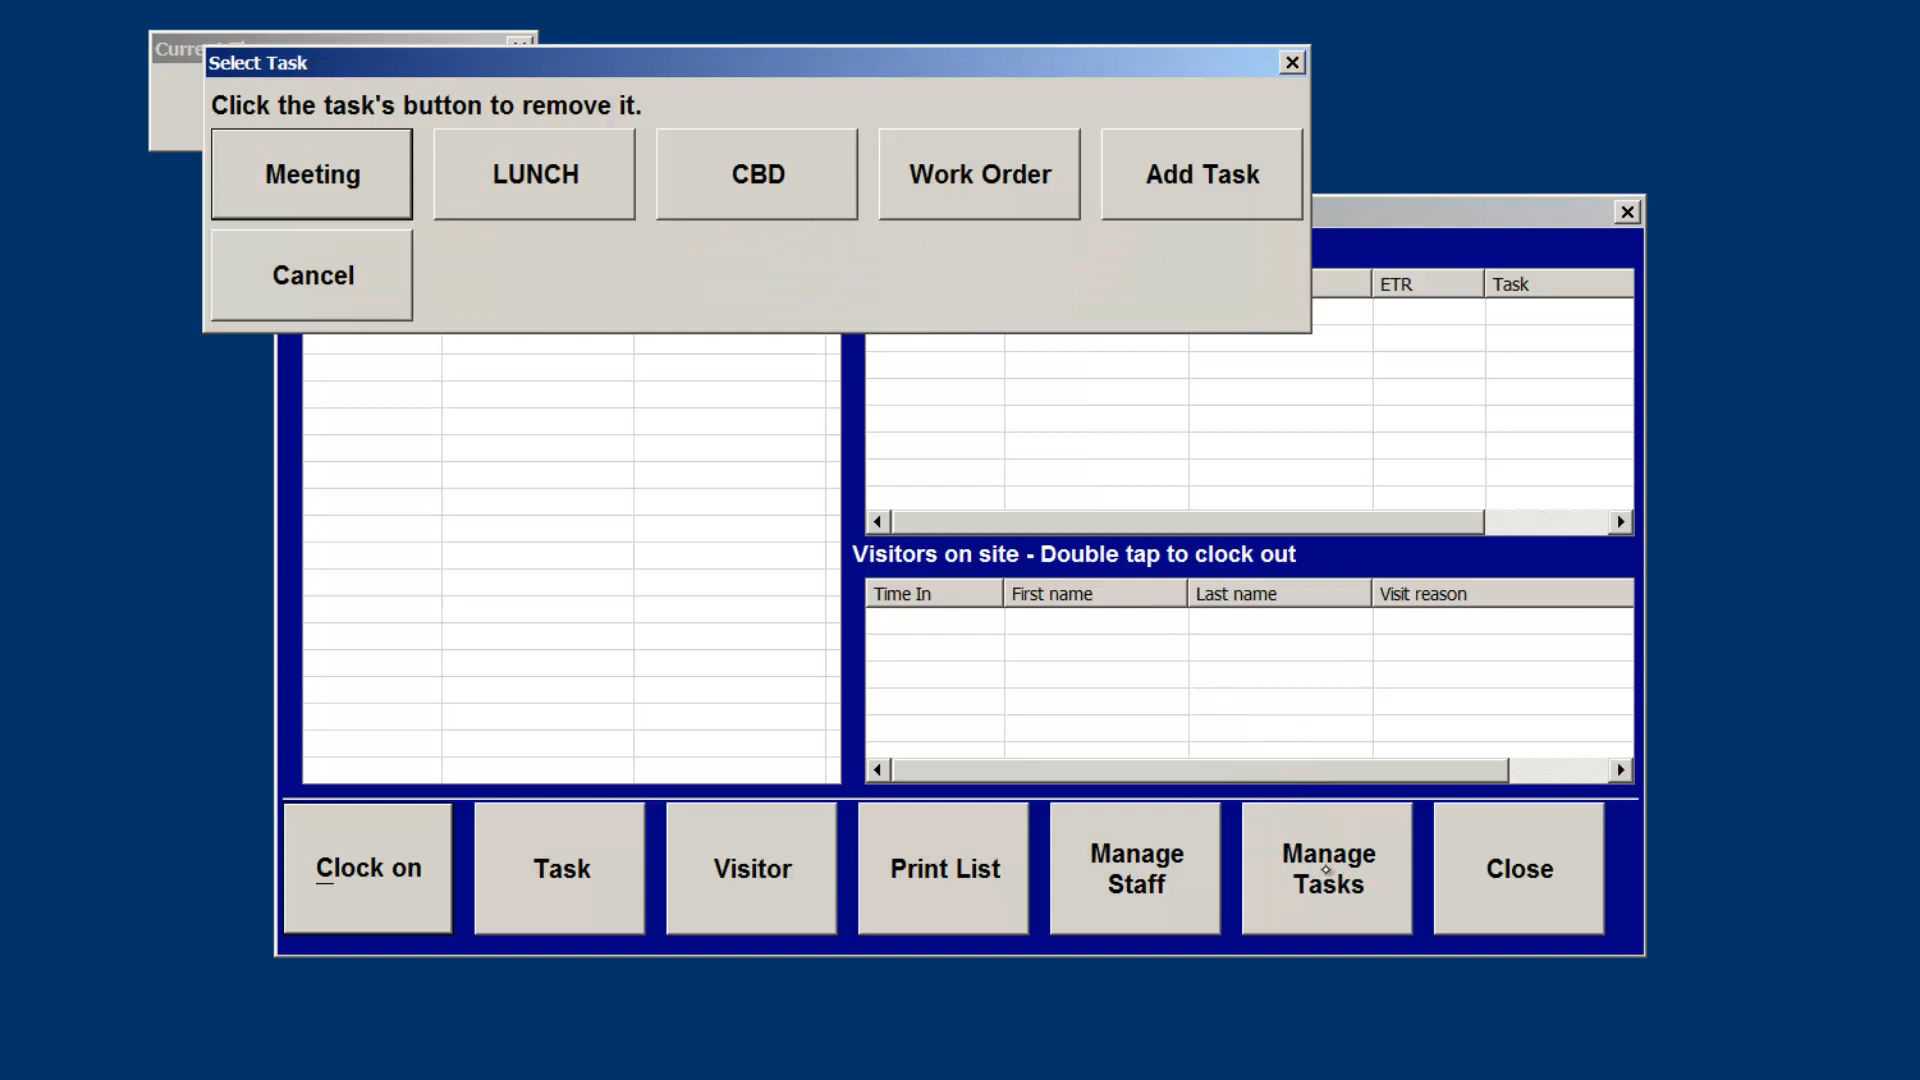 Select Task
Click the task's button to remove it.
Meeting
LUNCH
CBD
Work Order
Add Task
Cancel
ETR
Task
Visitors on site - Double tap to clock out
Time In
First name
Last name
Visit reason
Clock on
Task
Visitor
Print List
Manage
Staff
Manage
Tasks
Close